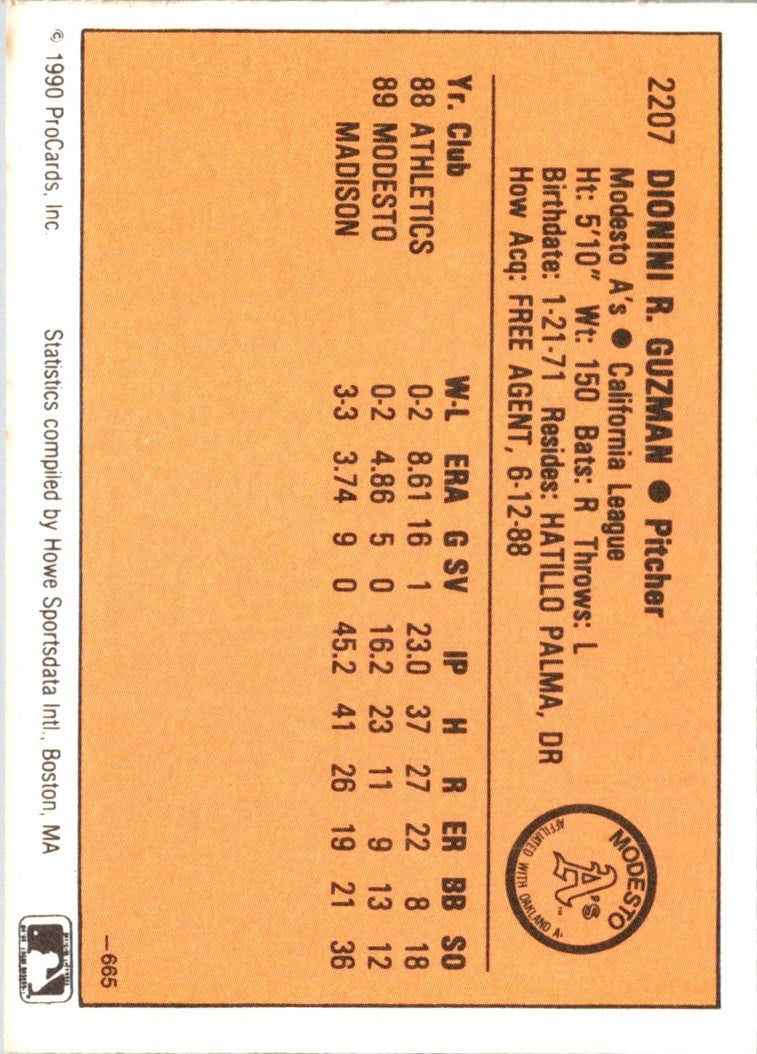 2207 DIONINI R. GUZMAN ● Pitcher
Modesto A's ● California League
Ht: 5'10" Wt: 150 Bats: R Throws: L
Birthdate: 1-21-71 Resides: HATILLO PALMA, DR
How Acq: FREE AGENT, 6-12-88
MODESTO
A's
TM
AFFILIATED WITH OAKLAND A'
Yr. Club W-L ERA G SV IP H R ER BB SO
88 ATHLETICS 0-2 8.61 16 1 23.0 37 27 22 8 18
89 MODESTO 0-2 4.86 5 0 16.2 23 11 9 13 12
MADISON 3-3 3.74 9 0 45.2 41 26 19 21 36
—665
© 1990 ProCards, Inc. Statistics compiled by Howe Sportsdata Intl., Boston, MA